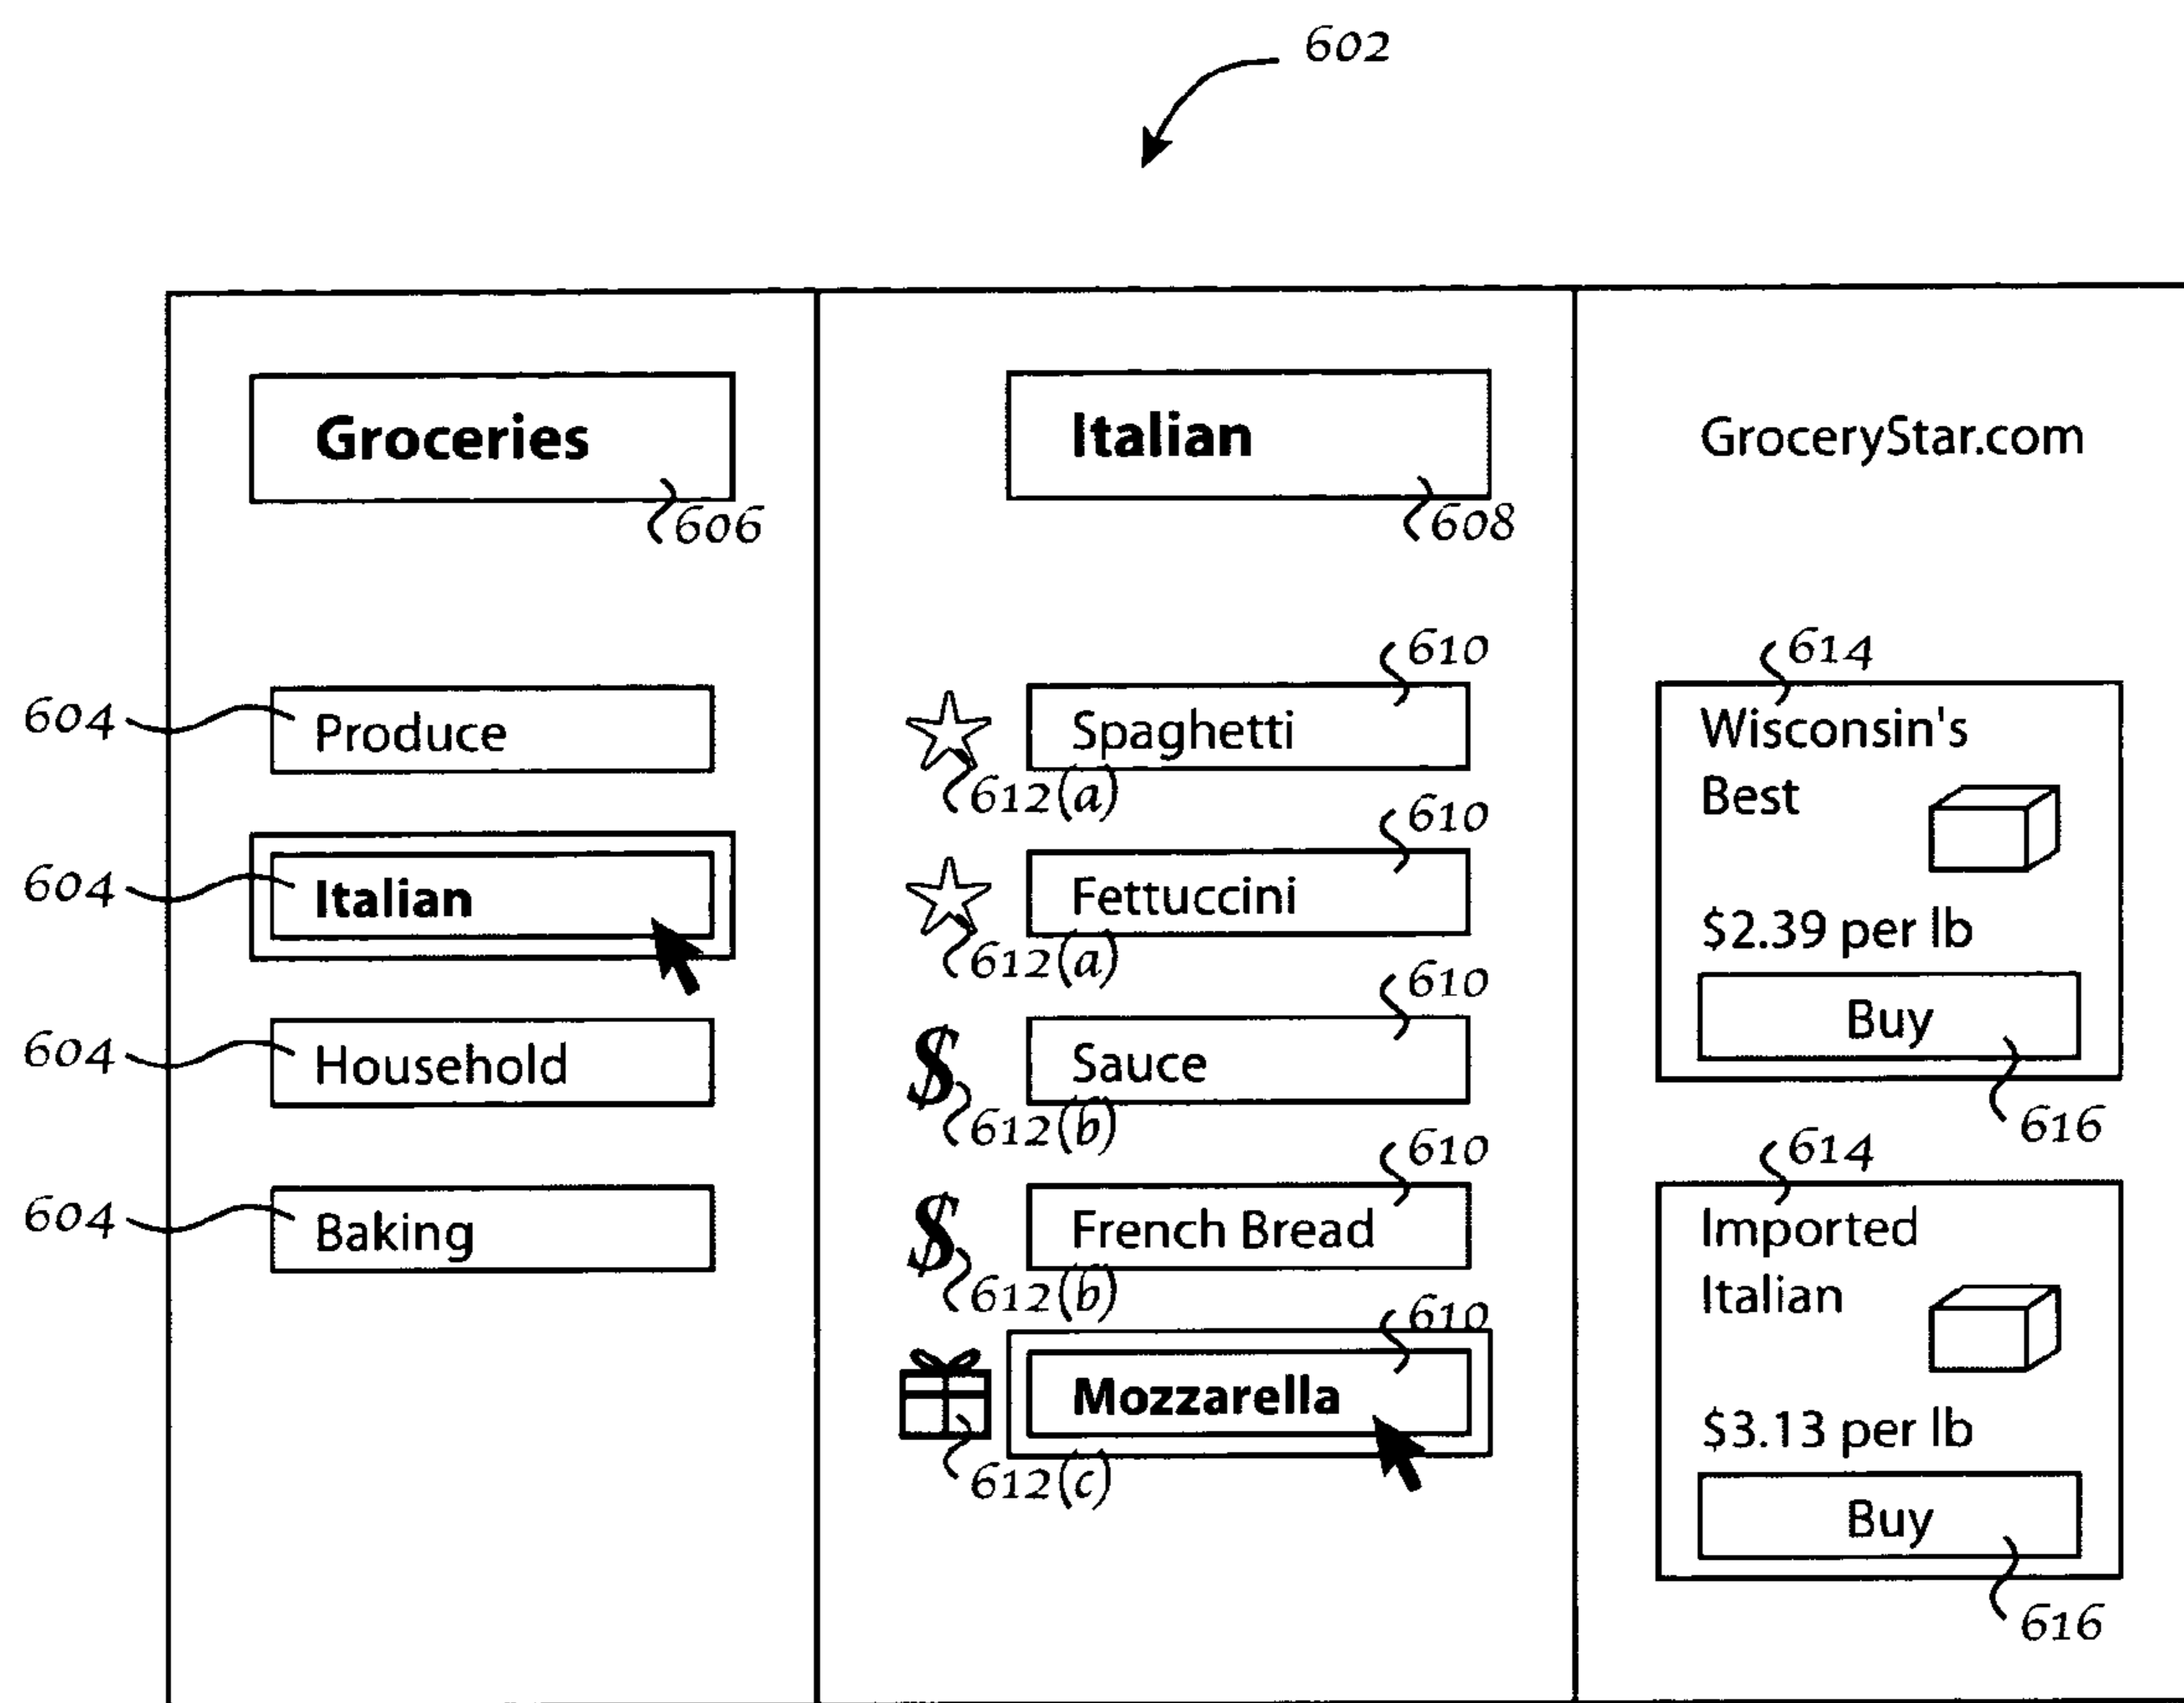 602
Groceries
606
604
Produce
604
Italian
604
Household
604
Baking
Italian
608
610
Spaghetti
612(a)
610
Fettuccini
612(a)
610
Sauce
$
612(b)
610
French Bread
$
612(b)
610
Mozzarella
612(c)
GroceryStar.com
614
Wisconsin's
Best
$2.39 per lb
Buy
616
614
Imported
Italian
$3.13 per lb
Buy
616